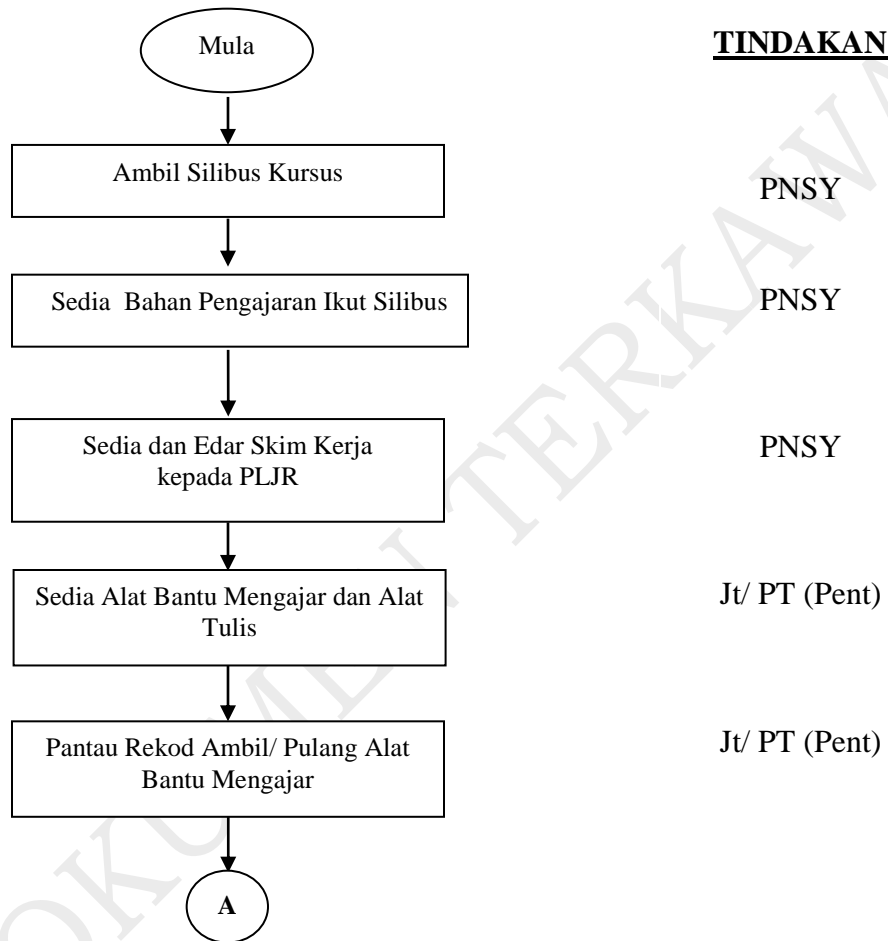 Mula
TINDAKAN
Ambil Silibus Kursus
PNSY
Sedia Bahan Pengajaran Ikut Silibus
PNSY
Sedia dan Edar Skim Kerja
kepada PLJR
PNSY
Sedia Alat Bantu Mengajar dan Alat
Tulis
Jt/ PT (Pent)
Pantau Rekod Ambil/ Pulang Alat
Bantu Mengajar
Jt/ PT (Pent)
A
OKUMEN TERKAWA